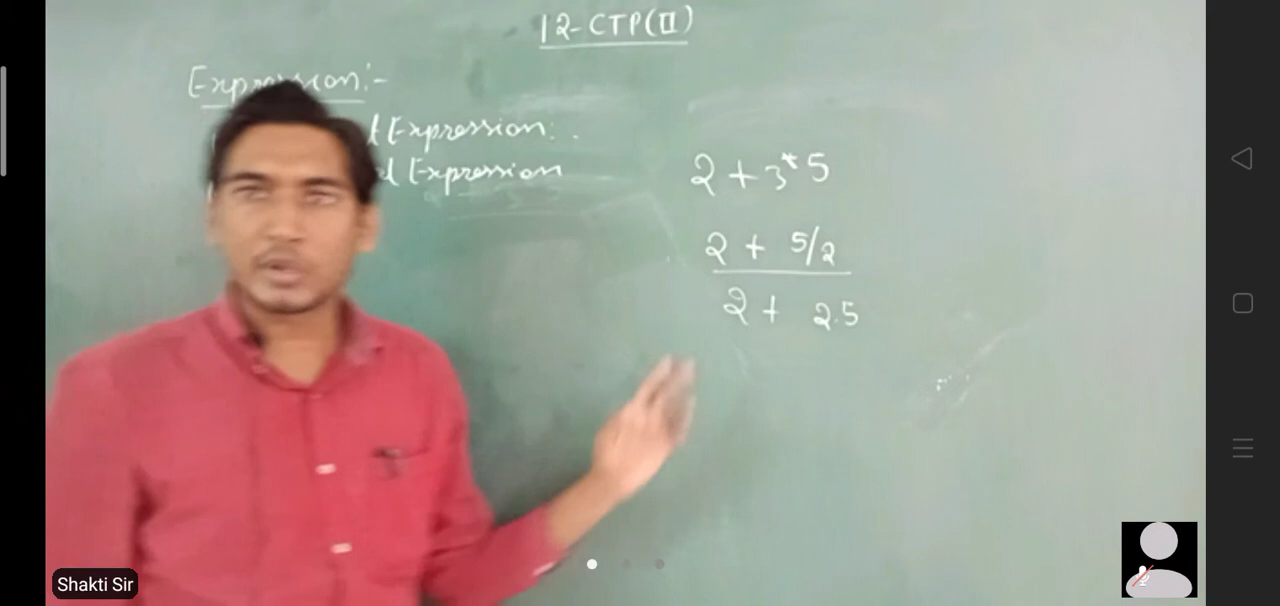 12-CTP(II)
Expression:-
Expression:
Expression
2 + 3*5
2 + 5/2
2 + 2.5
Shakti Sir